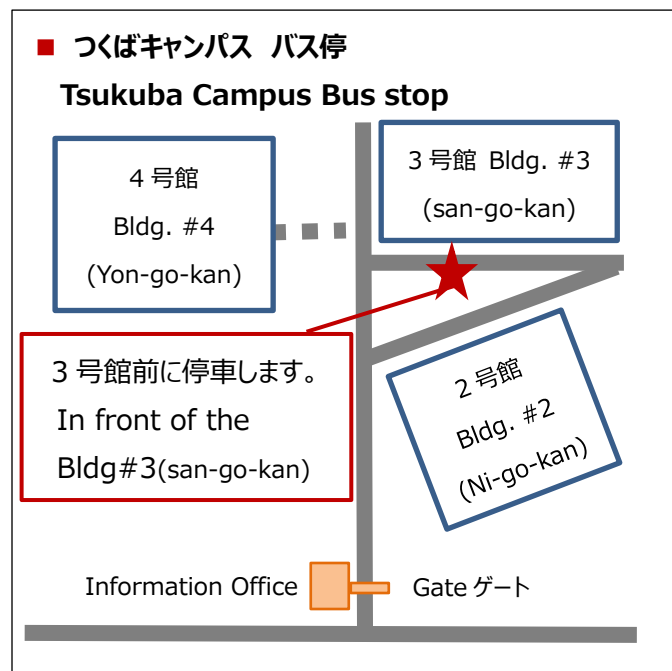 ■ つくばキャンパス バス停
Tsukuba Campus Bus stop
4号館
Bldg. #4
(Yon-go-kan)
3号館 Bldg. #3
(san-go-kan)
3号館前に停車します。
In front of the
Bldg#3(san-go-kan)
2号館
Bldg. #2
(Ni-go-kan)
Information Office
Gate ゲート